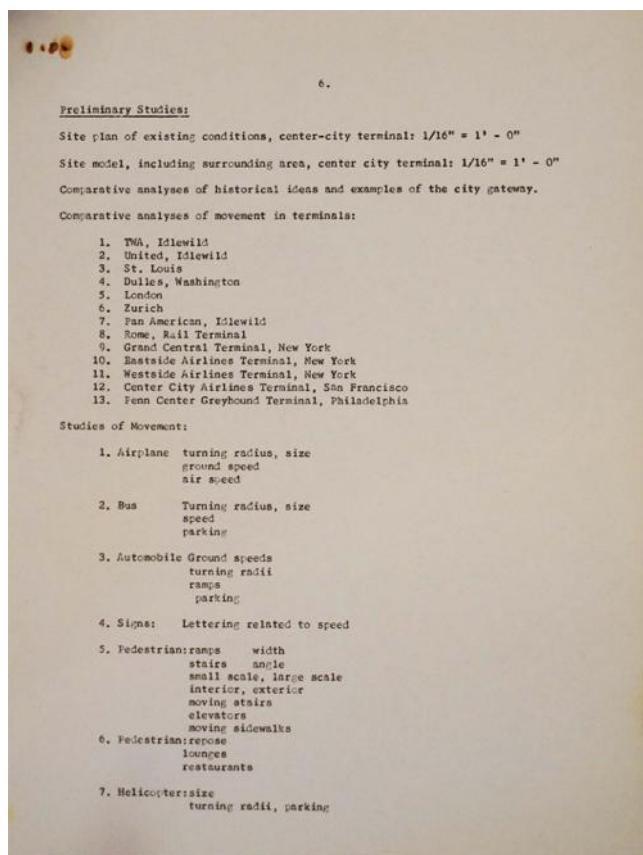 6.
Preliminary Studies:
Site plan of existing conditions, center-city terminal: 1/16" = 1' - 0"
Site model, including surrounding area, center city terminal: 1/16" = 1' - 0"
Comparative analyses of historical ideas and examples of the city gateway.
Comparative analyses of movement in terminals:
1. TWA, Idlewild
2. United, Idlewild
3. St. Louis
4. Dulles, Washington
5. London
6. Zurich
7. Pan American, Idlewild
8. Rome, Rail Terminal
9. Grand Central Terminal, New York
10. Eastside Airlines Terminal, New York
11. Westside Airlines Terminal, New York
12. Center City Airlines Terminal, San Francisco
13. Penn Center Greyhound Terminal, Philadelphia
Studies of Movement:
1. Airplane turning radius, size
ground speed
air speed
2. Bus Turning radius, size
speed
parking
3. Automobile Ground speeds
turning radii
ramps
parking
4. Signs: Lettering related to speed
5. Pedestrian:ramps width
stairs angle
small scale, large scale
interior, exterior
moving stairs
elevators
moving sidewalks
6. Pedestrian:repose
lounges
restaurants
7. Helicopter:size
turning radii, parking